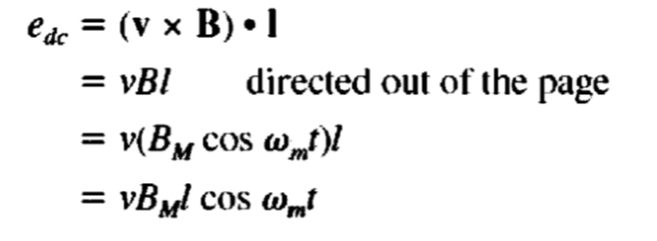 e_dc = (v × B) • l
= vBl directed out of the page
= v(B_M cos ω_m t)l
= vB_M l cos ω_m t